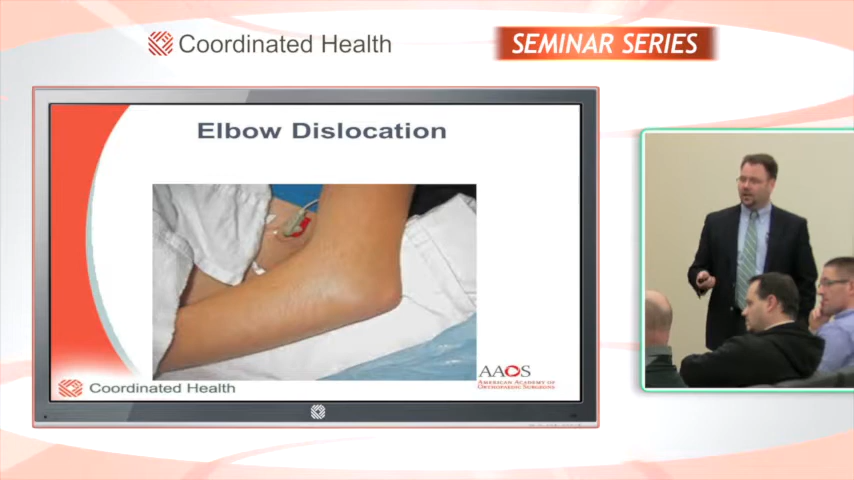 Coordinated Health
SEMINAR SERIES
Elbow Dislocation
Coordinated Health
AAOS
AMERICAN ACADEMY OF
ORTHOPAEDIC SURGEONS